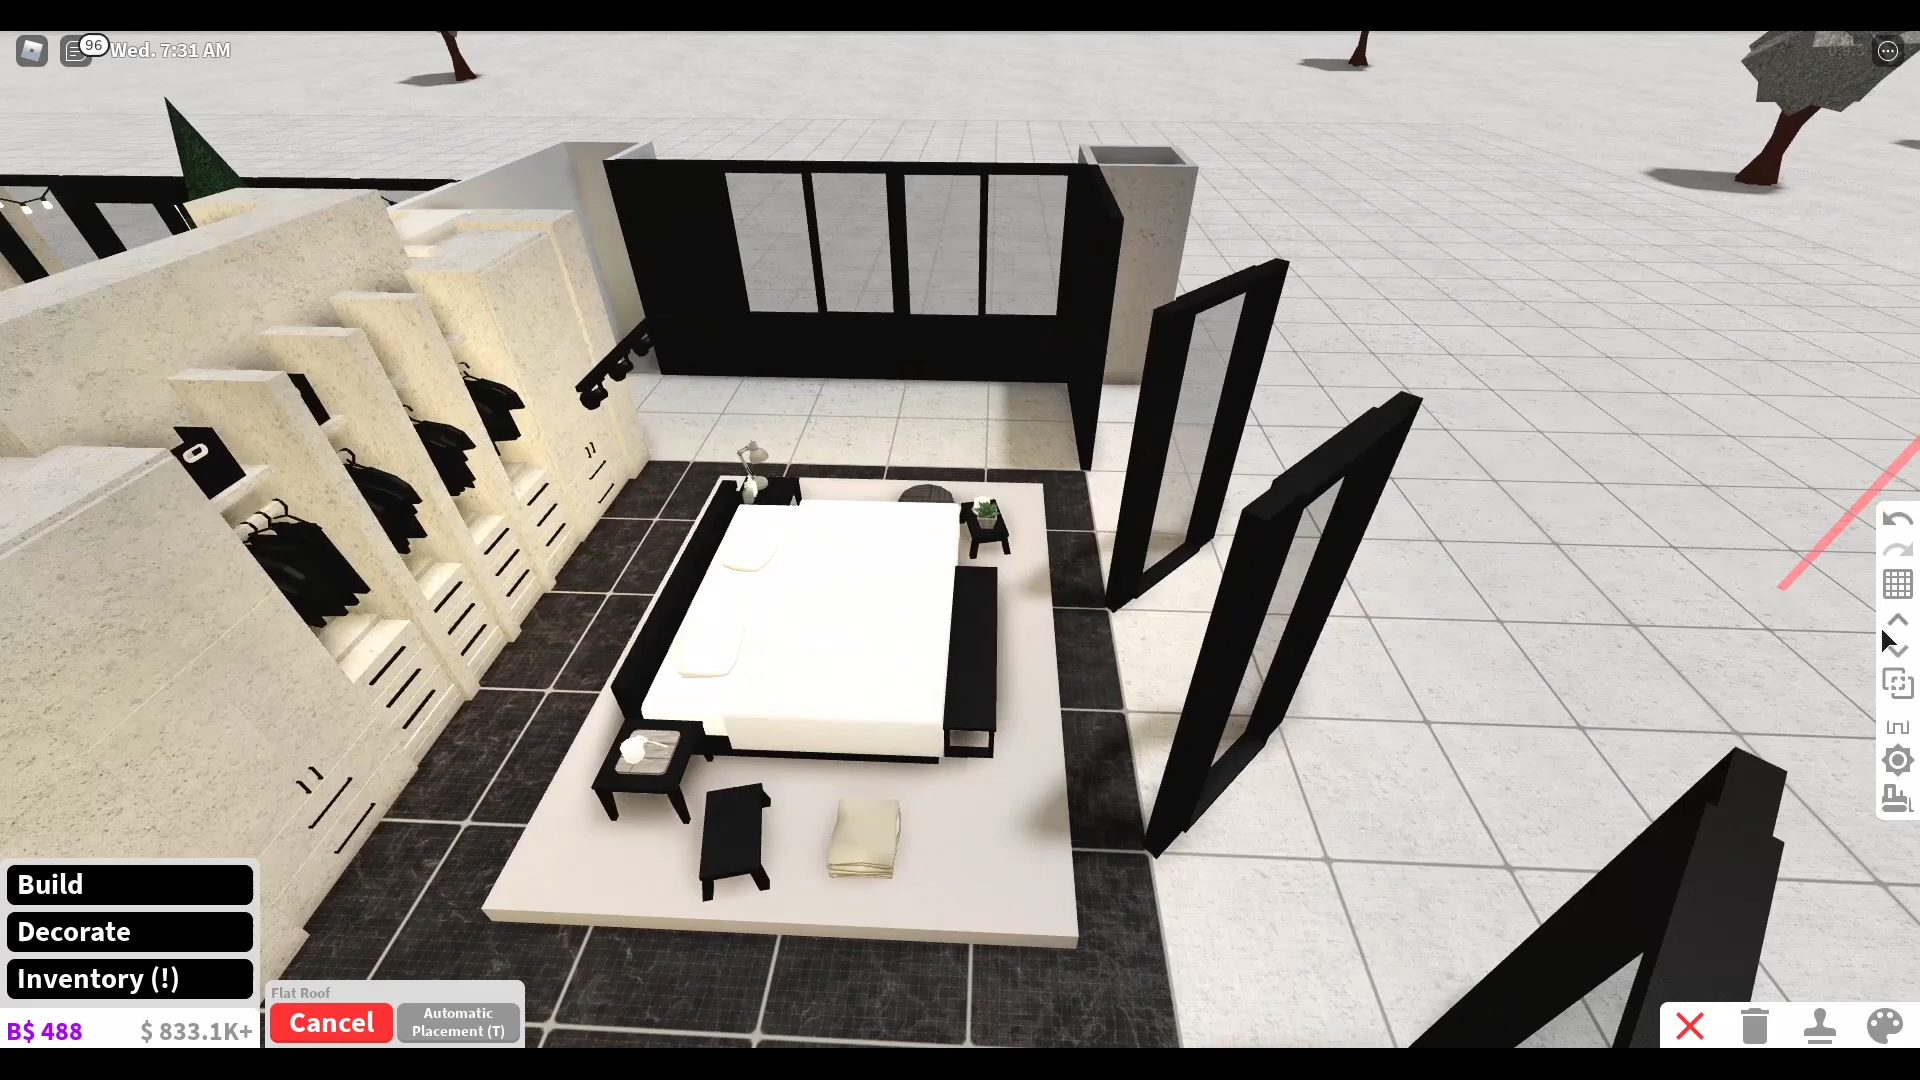 96
Wed. 7:31 AM
Build
Decorate
Inventory (!)
B$ 488
$ 833.1K+
Flat Roof
Cancel
Automatic
Placement (T)